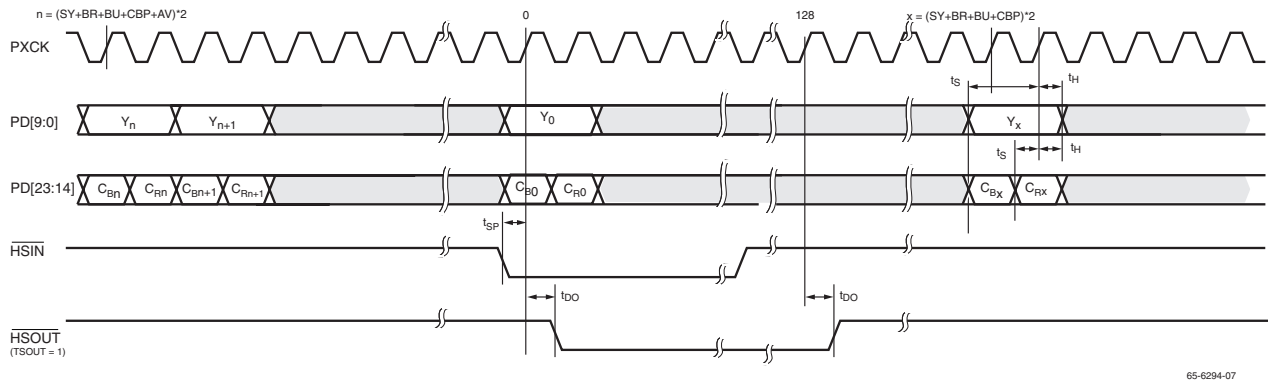 n = (SY+BR+BU+CBP+AV)*2
0
128
x = (SY+BR+BU+CBP)*2
PXCK
tS
tH
PD[9:0]
Yn
Yn+1
Y0
Yx
tS
tH
PD[23:14]
CBn
CRn
CBn+1
CRn+1
CB0
CR0
CBx
CRx
tSP
HSIN
tDO
tDO
HSOUT
(TSOUT = 1)
65-6294-07